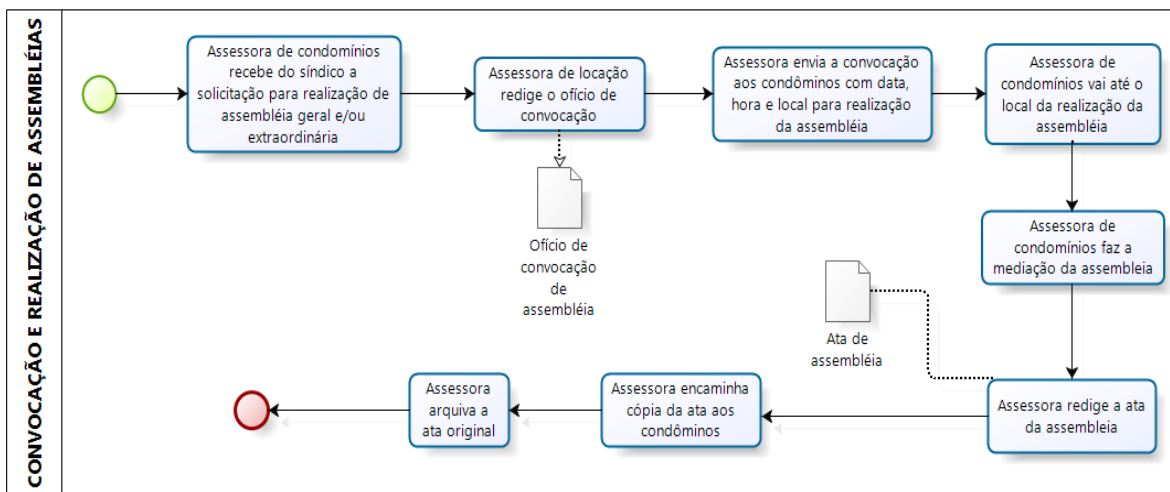 CONVOCAÇÃO E REALIZAÇÃO DE ASSEMBLÉIAS
Assessora de condomínios
recebe do síndico a
solicitação para realização de
assembléia geral e/ou
extraordinária
Assessora de locação
redige o ofício de
convocação
Assessora envia a convocação
aos condôminos com data,
hora e local para realização
da assembléia
Assessora de
condomínios vai até o
local da realização da
assembléia
Ofício de
convocação
de
assembléia
Assessora de
condomínios faz a
mediação da assembleia
Ata de
assembléia
Assessora redige a ata
da assembleia
Assessora encaminha
cópia da ata aos
condôminos
Assessora
arquiva a
ata original